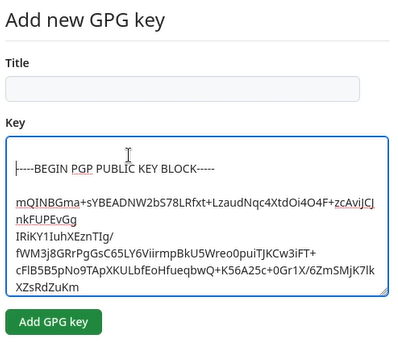 Add new GPG key
Title
Key
-----BEGIN PGP PUBLIC KEY BLOCK-----
mQINBGma+sYBEADNW2bS78LRfxt+LzaudNqc4XtdOi4O4F+zcAviJCJ
nkFUPEvGg
IRiKY1IuhXEznTIg/
fWM3j8GRrPgGsC65LY6ViirmpBkU5Wreo0puiTJKCw3iFT+
cFlB5B5pNo9TApXKULbfEoHfueqbwQ+K56A25c+0Gr1X/6ZmSMjK7lk
XZsRdZuKm
Add GPG key